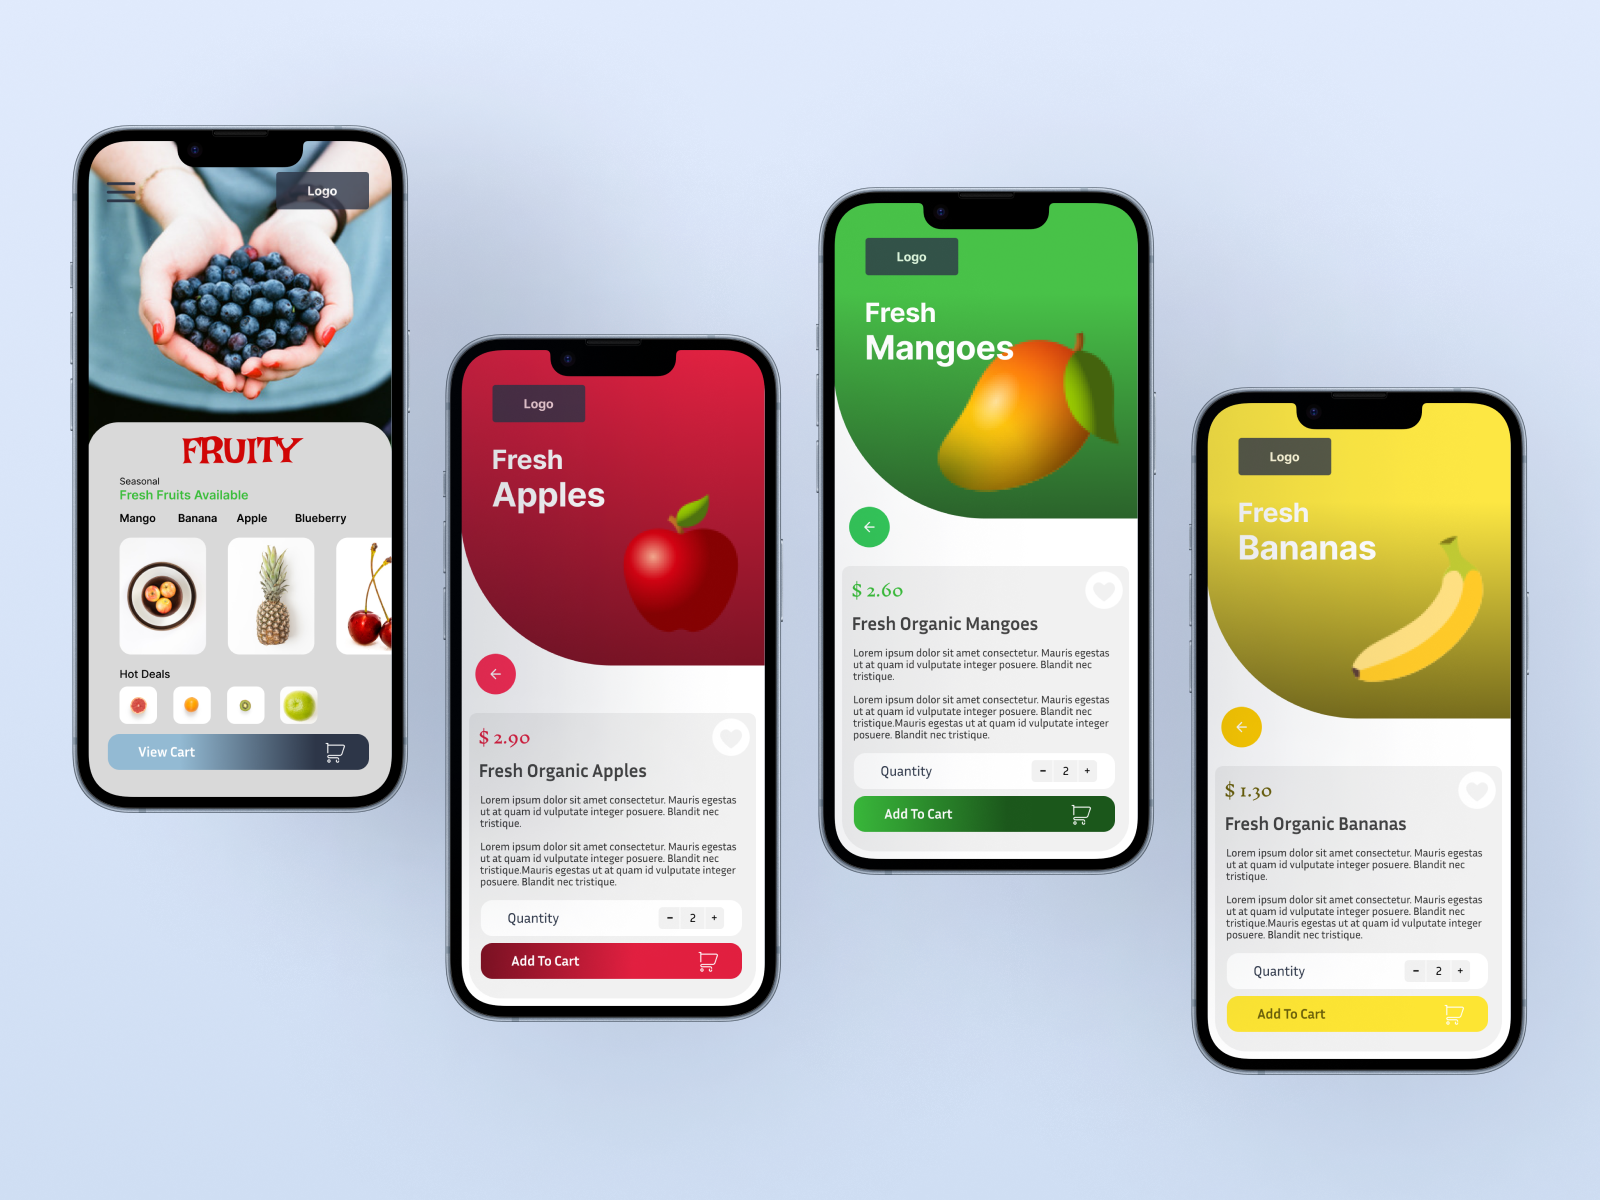 Logo
FRUITY
Seasonal
Fresh Fruits Available
Mango Banana Apple Blueberry
Hot Deals
View Cart
Logo
Fresh
Apples
$ 2.90
Fresh Organic Apples
Lorem ipsum dolor sit amet consectetur. Mauris egestas
ut at quam id vulputate integer posuere. Blandit nec
tristique.
Lorem ipsum dolor sit amet consectetur. Mauris egestas
ut at quam id vulputate integer posuere. Blandit nec
tristique.Mauris egestas ut at quam id vulputate integer
posuere. Blandit nec tristique.
Quantity - 2 +
Add To Cart
Logo
Fresh
Mangoes
$ 2.60
Fresh Organic Mangoes
Lorem ipsum dolor sit amet consectetur. Mauris egestas
ut at quam id vulputate integer posuere. Blandit nec
tristique.
Lorem ipsum dolor sit amet consectetur. Mauris egestas
ut at quam id vulputate integer posuere. Blandit nec
tristique.Mauris egestas ut at quam id vulputate integer
posuere. Blandit nec tristique.
Quantity - 2 +
Add To Cart
Logo
Fresh
Bananas
$ 1.30
Fresh Organic Bananas
Lorem ipsum dolor sit amet consectetur. Mauris egestas
ut at quam id vulputate integer posuere. Blandit nec
tristique.
Lorem ipsum dolor sit amet consectetur. Mauris egestas
ut at quam id vulputate integer posuere. Blandit nec
tristique.Mauris egestas ut at quam id vulputate integer
posuere. Blandit nec tristique.
Quantity - 2 +
Add To Cart